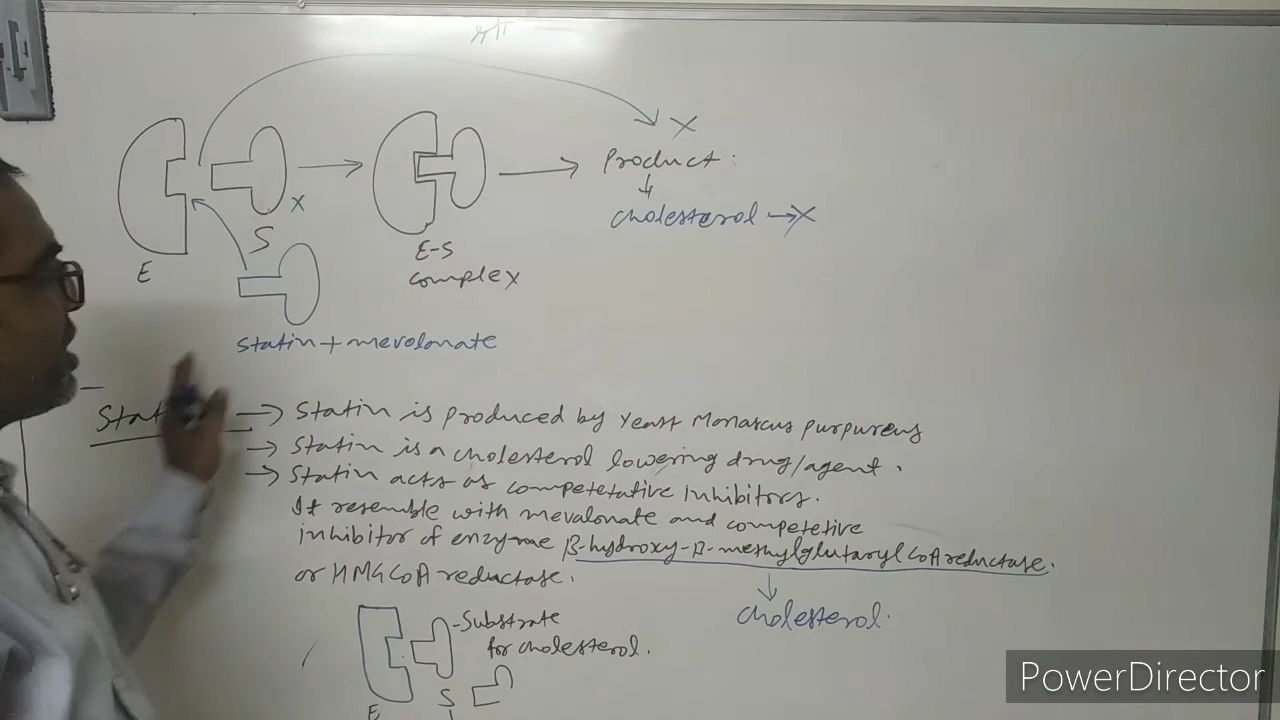 X
Product :
cholesterol → X
X
E
S
E-S
complex
statin + mevolonate
→ Statin is produced by yeast Monascus purpureus
→ Statin is a cholesterol lowering drug/agent.
→ Statin acts as competetative inhibitors.
It resemble with mevalonate and competetive
inhibitor of enzyme β-hydroxy-β-methylglutaryl CoA reductase.
or HMG CoA reductase.
cholesterol.
-Substrate
for cholesterol.
S
E
PowerDirector